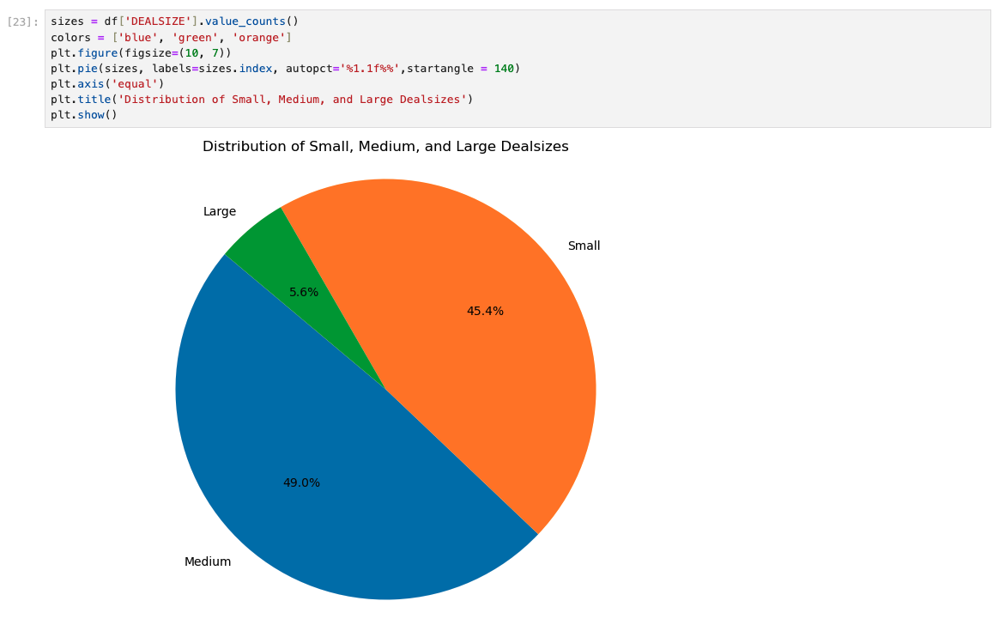 [23]: sizes = df['DEALSIZE'].value_counts()
colors = ['blue', 'green', 'orange']
plt.figure(figsize=(10, 7))
plt.pie(sizes, labels=sizes.index, autopct='%1.1f%%',startangle = 140)
plt.axis('equal')
plt.title('Distribution of Small, Medium, and Large Dealsizes')
plt.show()
Distribution of Small, Medium, and Large Dealsizes
Large
Small
5.6%
45.4%
49.0%
Medium